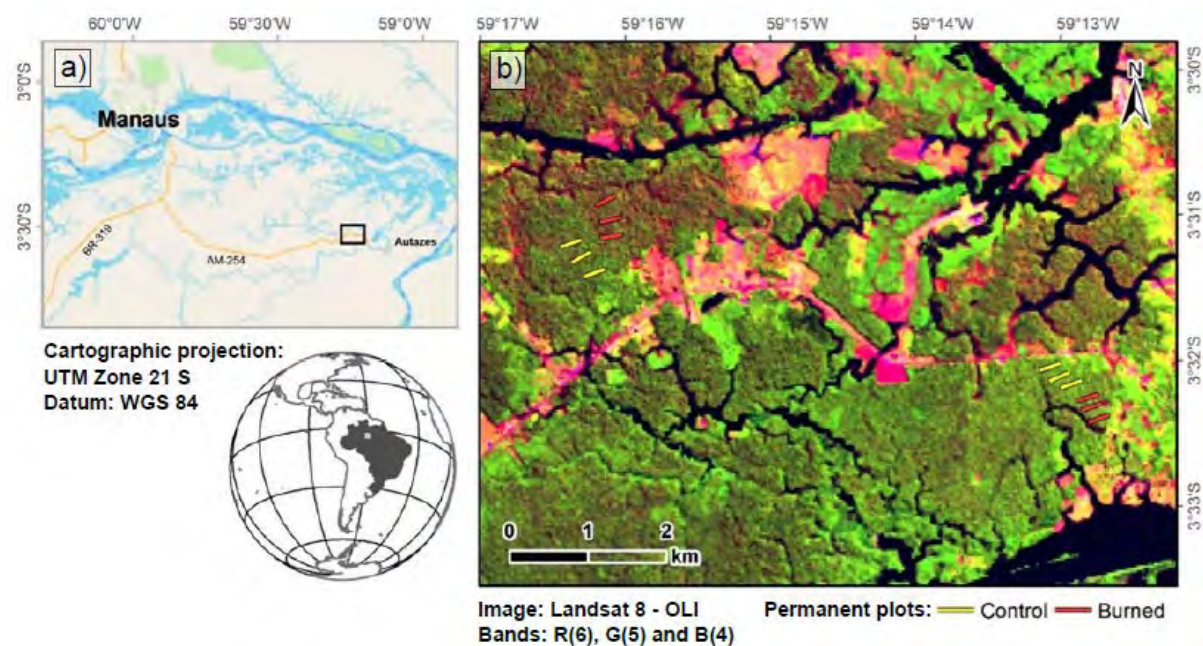 60°0'W 59°30'S 59°0'W
a)
3°0'S
3°30'S
Manaus
BR-319
AM-254
Autazes
Cartographic projection:
UTM Zone 21 S
Datum: WGS 84
59°17'W 59°16'W 59°15'W 59°14'W 59°13'W
b)
N
3°30'S
3°31'S
3°32'S
3°33'S
0 1 2
km
Image: Landsat 8 - OLI
Bands: R(6), G(5) and B(4)
Permanent plots: Control Burned